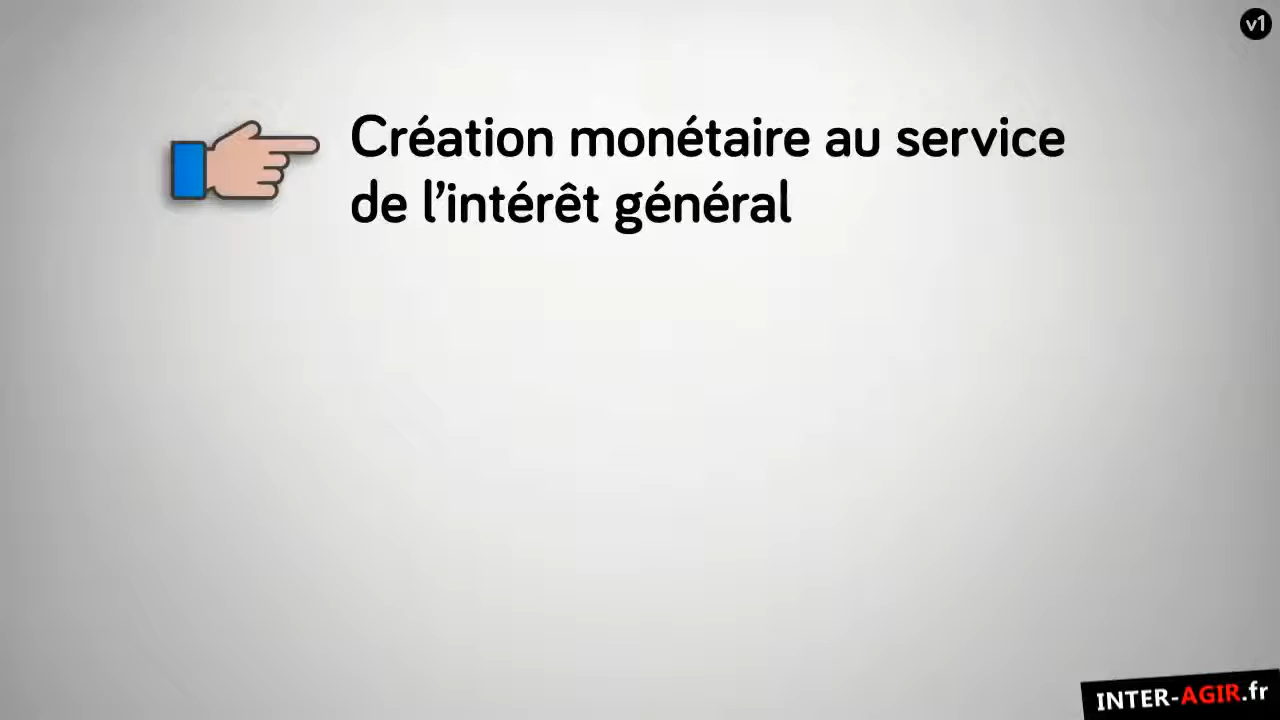 v1
Création monétaire au service
de l’intérêt général
INTER-AGIR.fr